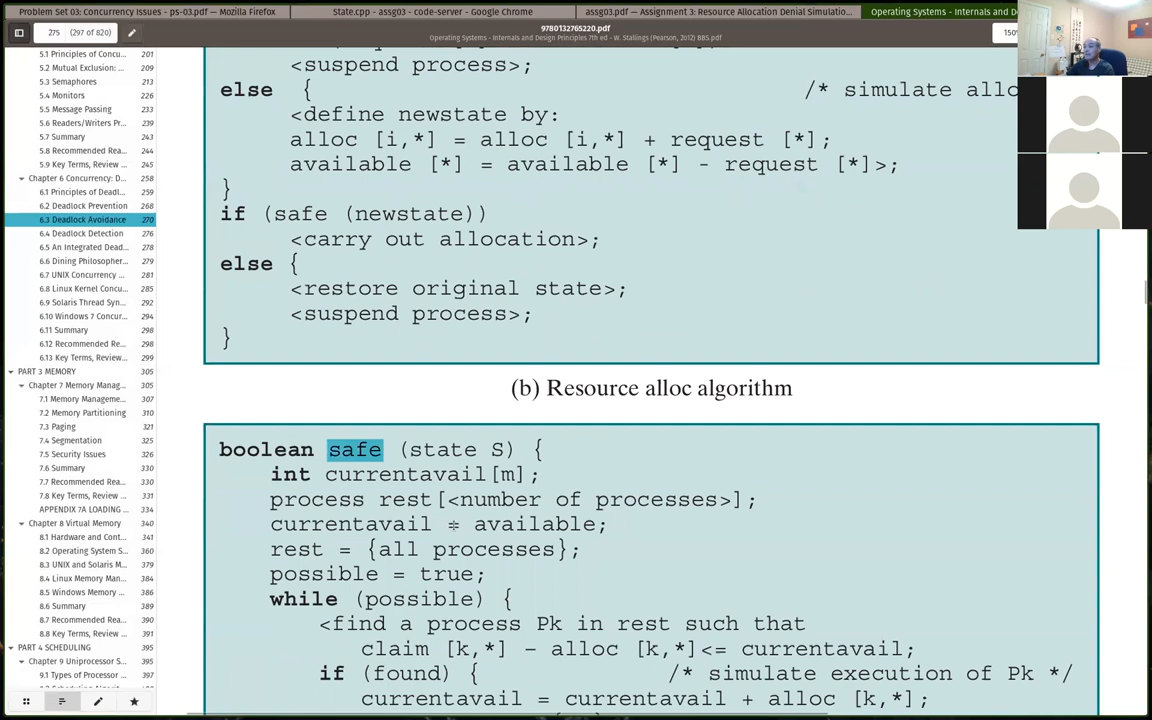 Problem Set 03: Concurrency Issues - ps-03.pdf — Mozilla Firefox
State.cpp - assg03 - code-server - Google Chrome
assg03.pdf — Assignment 3: Resource Allocation Denial Simulatio...
Operating Systems - Internals and D
275 (297 of 820)
9780132765220.pdf
Operating Systems - Internals and Design Principles 7th ed - W. Stallings (Pearson, 2012) BBS.pdf
150
5.1 Principles of Concu... 201
5.2 Mutual Exclusion: ... 209
5.3 Semaphores 213
5.4 Monitors 226
5.5 Message Passing 233
5.6 Readers/Writers Pr... 239
5.7 Summary 243
5.8 Recommended Rea... 244
5.9 Key Terms, Review ... 245
Chapter 6 Concurrency: D... 258
6.1 Principles of Deadl... 259
6.2 Deadlock Prevention 268
6.3 Deadlock Avoidance 270
6.4 Deadlock Detection 276
6.5 An Integrated Dead... 278
6.6 Dining Philosopher... 279
6.7 UNIX Concurrency ... 281
6.8 Linux Kernel Concu...
6.9 Solaris Thread Syn... 292
6.10 Windows 7 Concur... 294
6.11 Summary 298
6.12 Recommended Re... 298
6.13 Key Terms, Review... 299
PART 3 MEMORY 305
Chapter 7 Memory Manag... 305
7.1 Memory Manageme... 307
7.2 Memory Partitioning 310
7.3 Paging 321
7.4 Segmentation 325
7.5 Security Issues 326
7.6 Summary 330
7.7 Recommended Read... 330
7.8 Key Terms, Review ... 331
APPENDIX 7A LOADING ... 334
Chapter 8 Virtual Memory 340
8.1 Hardware and Cont... 341
8.2 Operating System S... 360
8.3 UNIX and Solaris M... 379
8.4 Linux Memory Man... 384
8.5 Windows Memory ... 386
8.6 Summary 389
8.7 Recommended Read... 390
8.8 Key Terms, Review ... 391
PART 4 SCHEDULING 395
Chapter 9 Uniprocessor S... 395
9.1 Types of Processor ... 397
<suspend process>;
else { /* simulate allo
<define newstate by:
alloc [i,*] = alloc [i,*] + request [*];
available [*] = available [*] - request [*]>;
}
if (safe (newstate))
<carry out allocation>;
else {
<restore original state>;
<suspend process>;
}
(b) Resource alloc algorithm
boolean safe (state S) {
int currentavail[m];
process rest[<number of processes>];
currentavail = available;
rest = {all processes};
possible = true;
while (possible) {
<find a process Pk in rest such that
claim [k,*] – alloc [k,*]<= currentavail;
if (found) { /* simulate execution of Pk */
currentavail = currentavail + alloc [k,*];